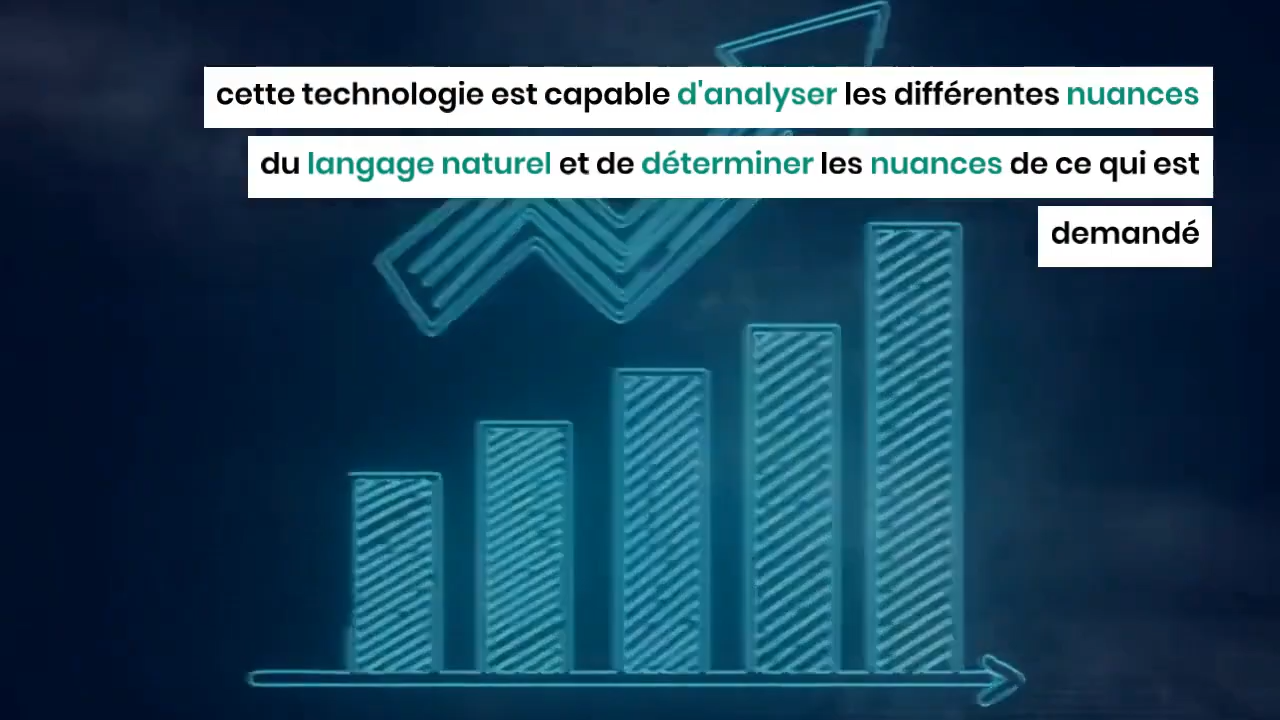 cette technologie est capable d'analyser les différentes nuances
du langage naturel et de déterminer les nuances de ce qui est
demandé